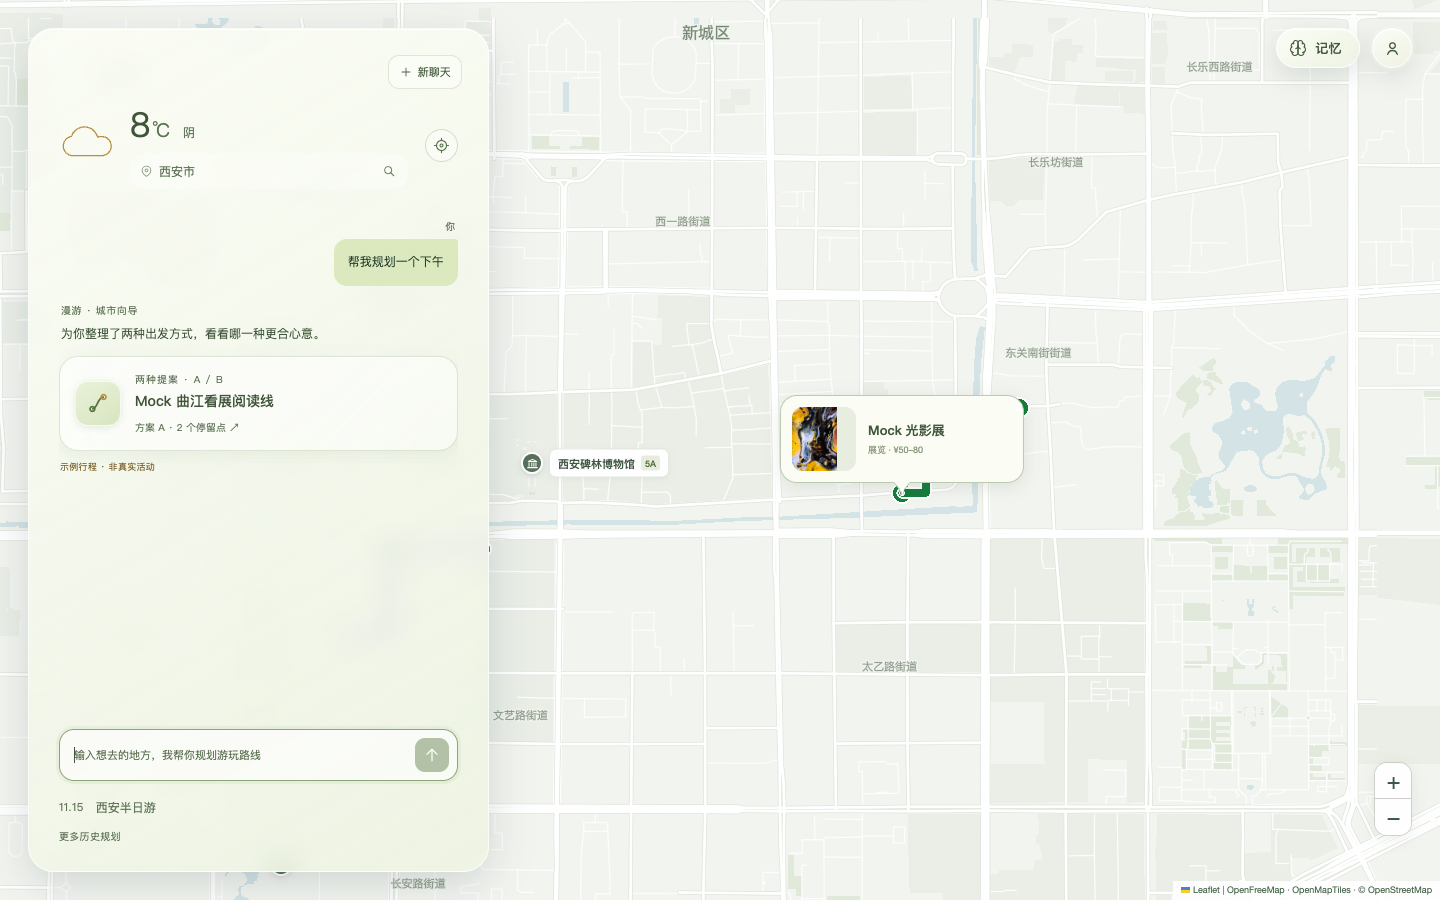 新聊天
8°C 阴
西安市
你
帮我规划一个下午
漫游 · 城市向导
为你整理了两种出发方式，看看哪一种更合心意。
两种提案 · A / B
Mock 曲江看展阅读线
方案 A · 2 个停留点 ↗
示例行程 · 非真实活动
输入想去的地方，我帮你规划游玩路线
11.15 西安半日游
更多历史规划
新城区
长乐西路街道
记忆
长乐坊街道
西一路街道
东关南街街道
Mock 光影展
展览 · ¥50–80
西安碑林博物馆 5A
太乙路街道
文艺路街道
长安路街道
+
−
Leaflet | OpenFreeMap · OpenMapTiles · © OpenStreetMap